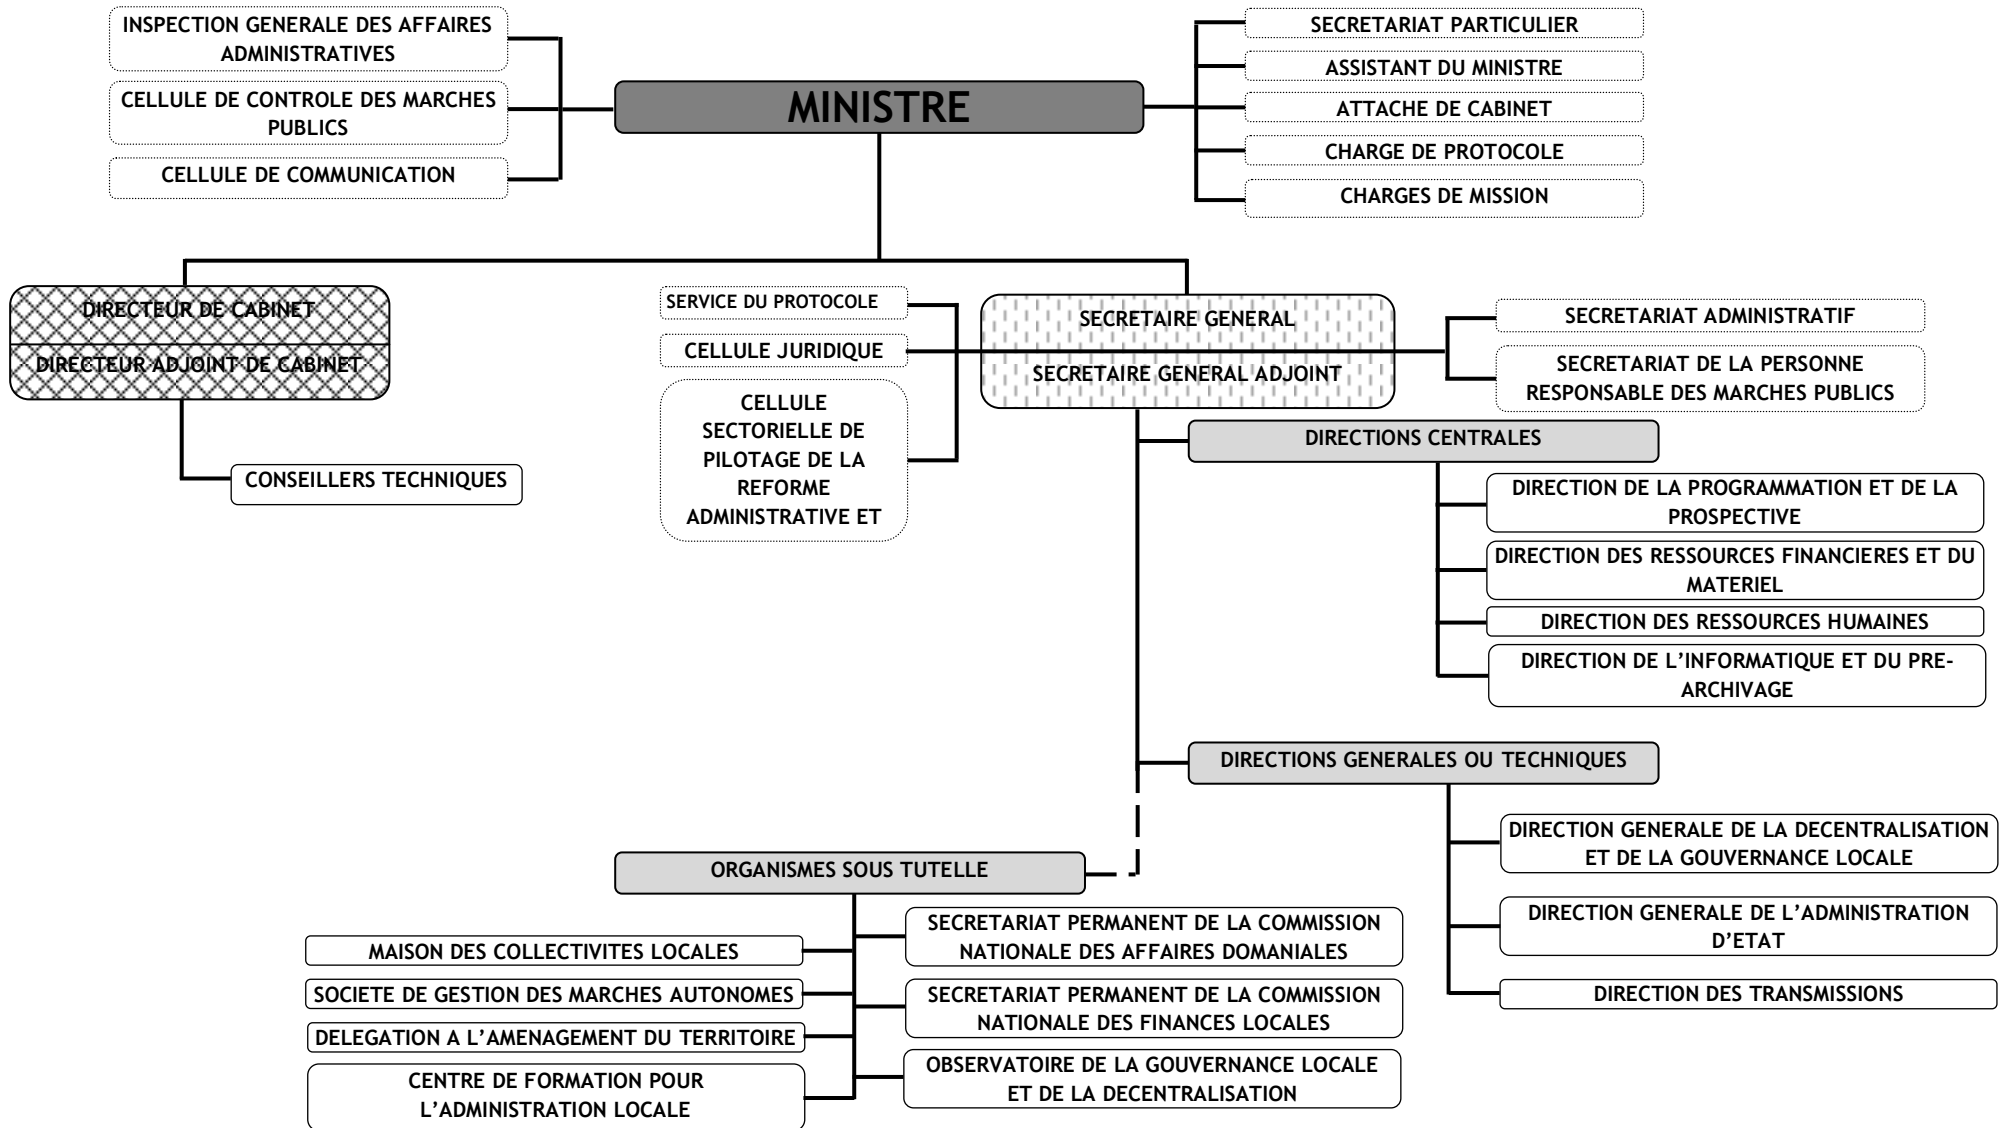 INSPECTION GENERALE DES AFFAIRES
ADMINISTRATIVES
CELLULE DE CONTROLE DES MARCHES
PUBLICS
CELLULE DE COMMUNICATION
MINISTRE
SECRETARIAT PARTICULIER
ASSISTANT DU MINISTRE
ATTACHE DE CABINET
CHARGE DE PROTOCOLE
CHARGES DE MISSION
DIRECTEUR DE CABINET
DIRECTEUR ADJOINT DE CABINET
CONSEILLERS TECHNIQUES
SERVICE DU PROTOCOLE
CELLULE JURIDIQUE
CELLULE
SECTORIELLE DE
PILOTAGE DE LA
REFORME
ADMINISTRATIVE ET
SECRETAIRE GENERAL
SECRETAIRE GENERAL ADJOINT
SECRETARIAT ADMINISTRATIF
SECRETARIAT DE LA PERSONNE
RESPONSABLE DES MARCHES PUBLICS
DIRECTIONS CENTRALES
DIRECTION DE LA PROGRAMMATION ET DE LA
PROSPECTIVE
DIRECTION DES RESSOURCES FINANCIERES ET DU
MATERIEL
DIRECTION DES RESSOURCES HUMAINES
DIRECTION DE L’INFORMATIQUE ET DU PRE-
ARCHIVAGE
DIRECTIONS GENERALES OU TECHNIQUES
DIRECTION GENERALE DE LA DECENTRALISATION
ET DE LA GOUVERNANCE LOCALE
DIRECTION GENERALE DE L’ADMINISTRATION
D’ETAT
DIRECTION DES TRANSMISSIONS
ORGANISMES SOUS TUTELLE
MAISON DES COLLECTIVITES LOCALES
SOCIETE DE GESTION DES MARCHES AUTONOMES
DELEGATION A L’AMENAGEMENT DU TERRITOIRE
CENTRE DE FORMATION POUR
L’ADMINISTRATION LOCALE
SECRETARIAT PERMANENT DE LA COMMISSION
NATIONALE DES AFFAIRES DOMANIALES
SECRETARIAT PERMANENT DE LA COMMISSION
NATIONALE DES FINANCES LOCALES
OBSERVATOIRE DE LA GOUVERNANCE LOCALE
ET DE LA DECENTRALISATION